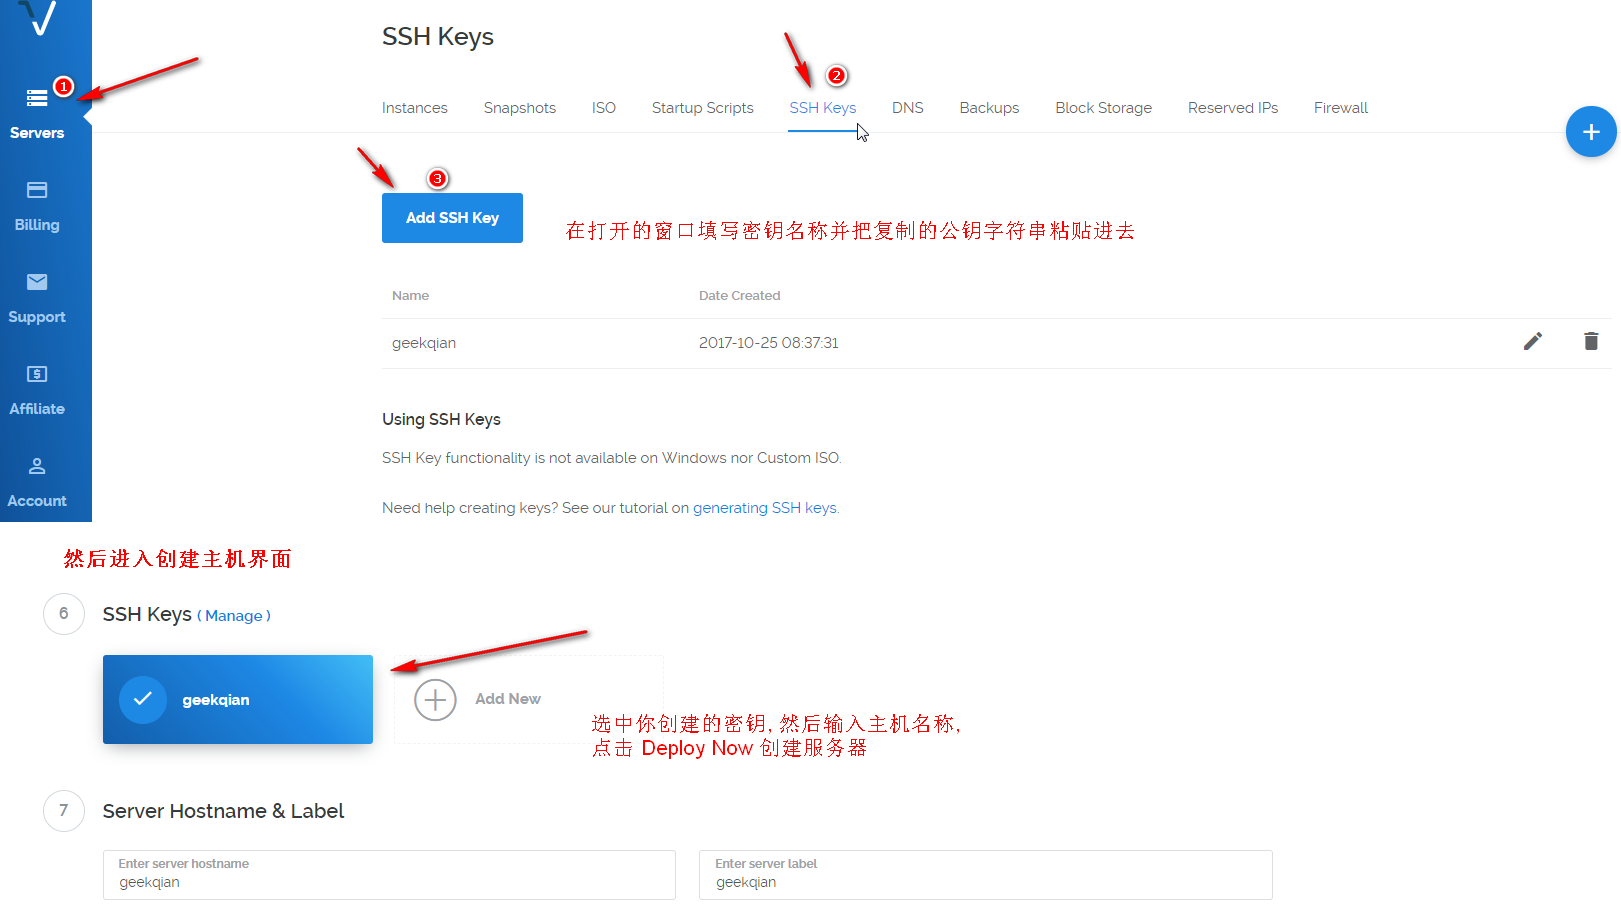 SSH Keys
1
2
Servers
Instances Snapshots ISO Startup Scripts SSH Keys DNS Backups Block Storage Reserved IPs Firewall
3
Billing
Add SSH Key
在打开的窗口填写密钥名称并把复制的公钥字符串粘贴进去
Support
Name Date Created
geekqian 2017-10-25 08:37:31
Affiliate
Using SSH Keys
SSH Key functionality is not available on Windows nor Custom ISO.
Account
Need help creating keys? See our tutorial on generating SSH keys.
然后进入创建主机界面
6 SSH Keys ( Manage )
geekqian
Add New
选中你创建的密钥, 然后输入主机名称,
点击 Deploy Now 创建服务器
7 Server Hostname & Label
Enter server hostname Enter server label
geekqian geekqian